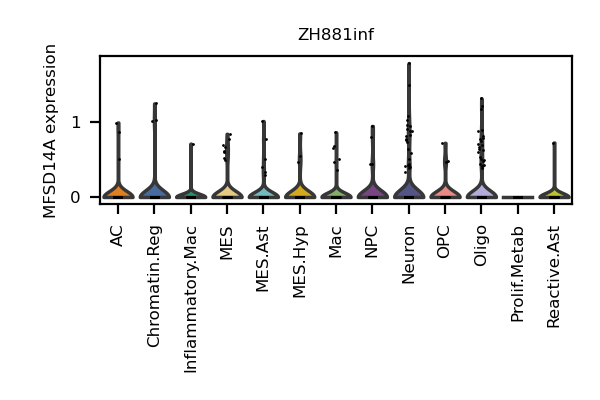 ZH881inf
MFSD14A expression
1
0
AC
Chromatin.Reg
Inflammatory.Mac
MES
MES.Ast
MES.Hyp
Mac
NPC
Neuron
OPC
Oligo
Prolif.Metab
Reactive.Ast